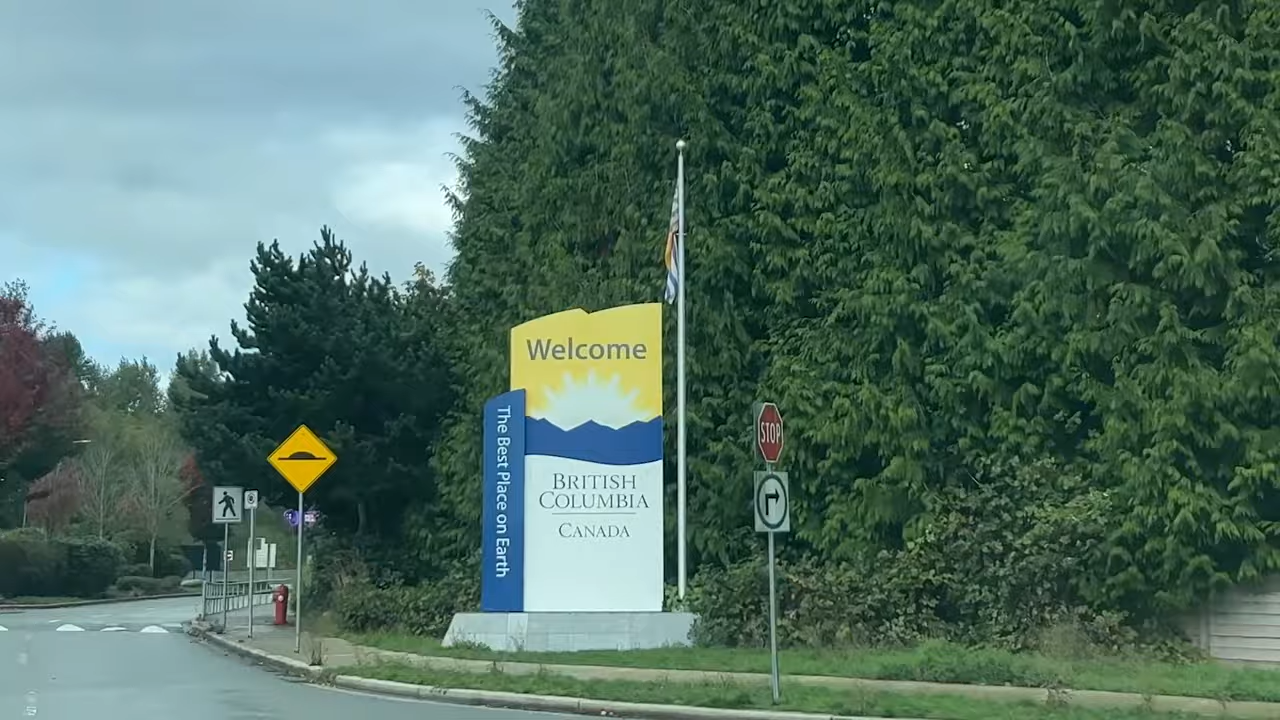 Welcome
The Best Place on Earth
BRITISH
COLUMBIA
CANADA
STOP